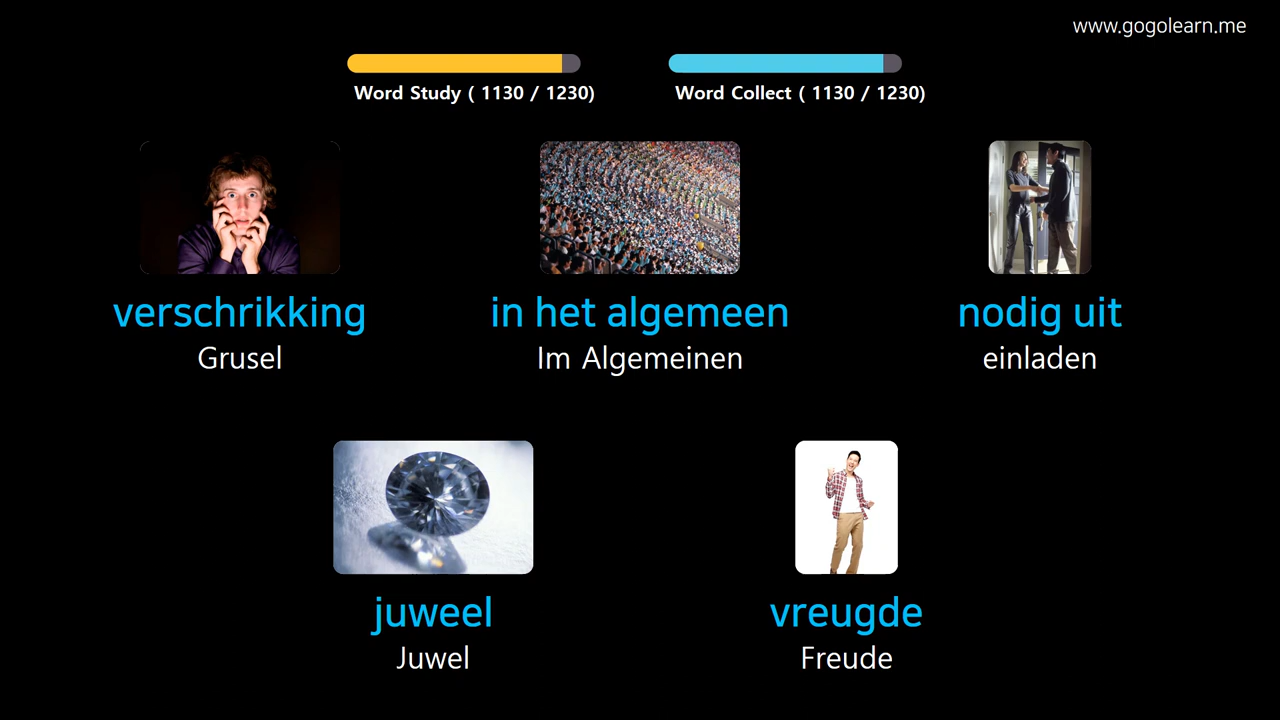 www.gogolearn.me
Word Study ( 1130 / 1230)
Word Collect ( 1130 / 1230)
verschrikking
Grusel
in het algemeen
Im Algemeinen
nodig uit
einladen
juweel
Juwel
vreugde
Freude